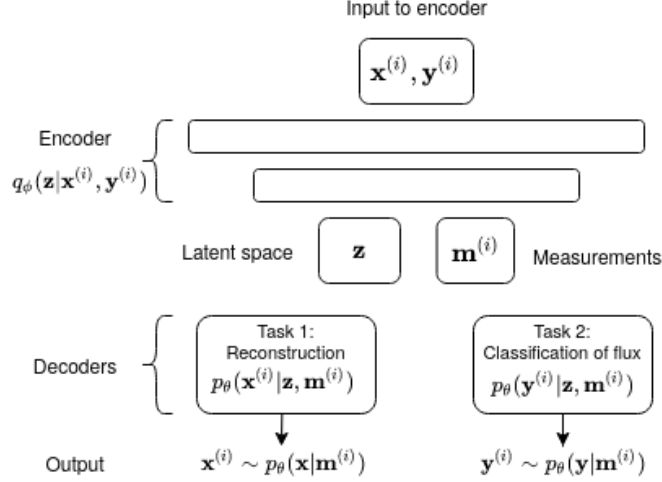 Input to encoder
x^{(i)}, y^{(i)}
Encoder
q_ϕ(z|x^{(i)}, y^{(i)})
Latent space
z
m^{(i)}
Measurements
Decoders
Task 1:
Reconstruction
p_θ(x^{(i)}|z, m^{(i)})
Task 2:
Classification of flux
p_θ(y^{(i)}|z, m^{(i)})
Output
x^{(i)} ∼ p_θ(x|m^{(i)})
y^{(i)} ∼ p_θ(y|m^{(i)})